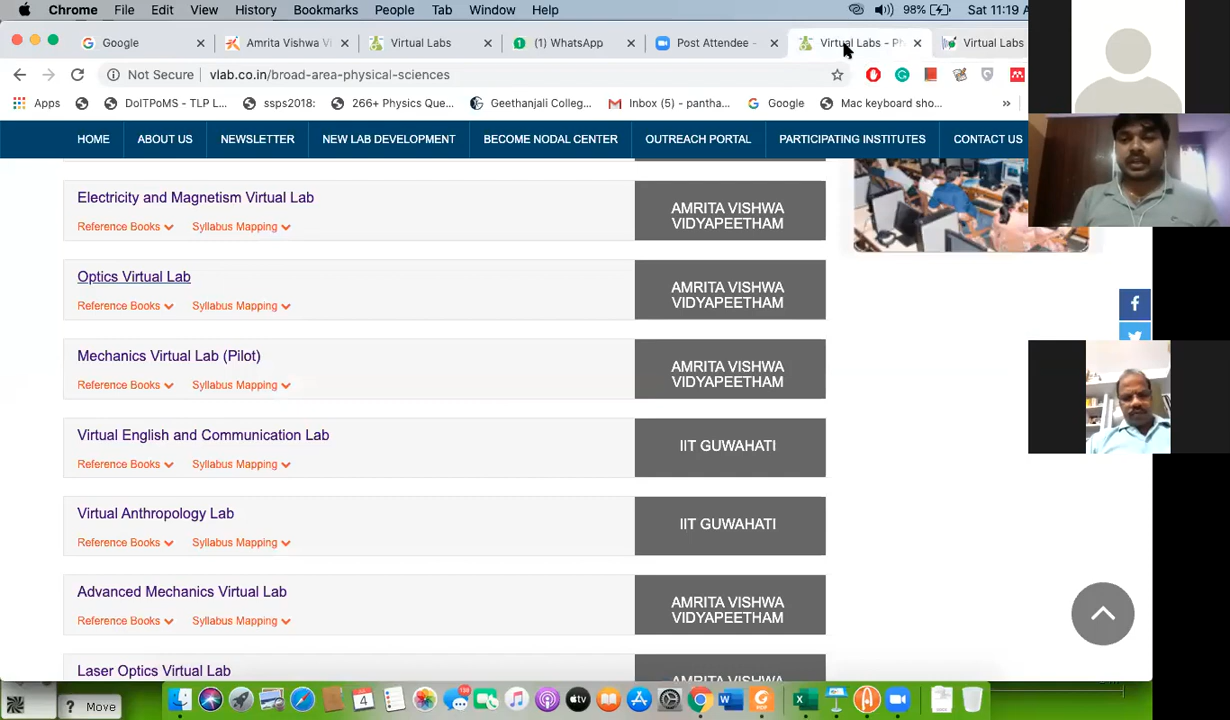 Chrome File Edit View History Bookmarks People Tab Window Help 98% Sat 11:19 A
Google Amrita Vishwa Vi Virtual Labs (1) WhatsApp Post Attendee - Virtual Labs - Ph Virtual Labs
Not Secure vlab.co.in/broad-area-physical-sciences
Apps DoITPoMS - TLP L... ssps2018: 266+ Physics Que... Geethanjali Colleg... Inbox (5) - pantha... Google Mac keyboard sho... »
HOME ABOUT US NEWSLETTER NEW LAB DEVELOPMENT BECOME NODAL CENTER OUTREACH PORTAL PARTICIPATING INSTITUTES CONTACT US
Electricity and Magnetism Virtual Lab
Reference Books Syllabus Mapping
AMRITA VISHWA
VIDYAPEETHAM
Optics Virtual Lab
Reference Books Syllabus Mapping
AMRITA VISHWA
VIDYAPEETHAM
Mechanics Virtual Lab (Pilot)
Reference Books Syllabus Mapping
AMRITA VISHWA
VIDYAPEETHAM
Virtual English and Communication Lab
Reference Books Syllabus Mapping
IIT GUWAHATI
Virtual Anthropology Lab
Reference Books Syllabus Mapping
IIT GUWAHATI
Advanced Mechanics Virtual Lab
Reference Books Syllabus Mapping
AMRITA VISHWA
VIDYAPEETHAM
Laser Optics Virtual Lab
AMRITA VISHWA
? Move